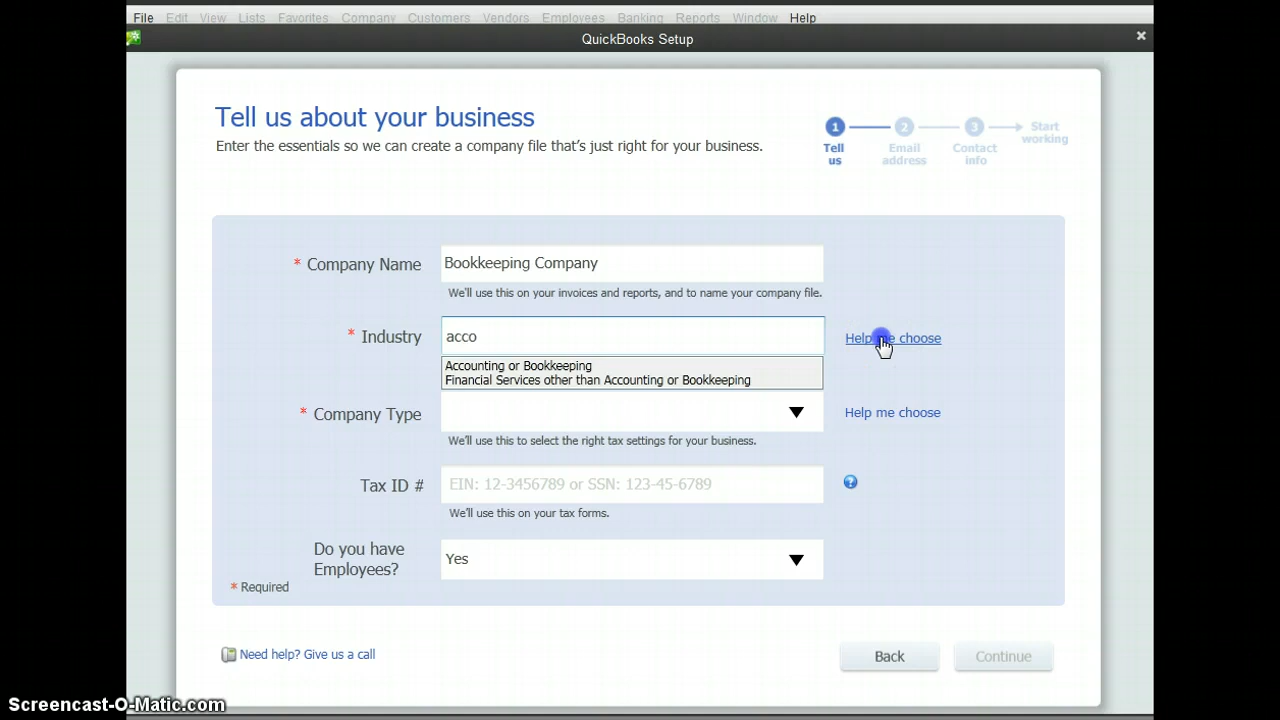 File Edit View Lists Favorites Company Customers Vendors Employees Banking Reports Window Help
QuickBooks Setup
Tell us about your business
Enter the essentials so we can create a company file that's just right for your business.
1 2 3 Start working
Tell us
Email address
Contact info
* Company Name Bookkeeping Company
We'll use this on your invoices and reports, and to name your company file.
* Industry acco Help me choose
Accounting or Bookkeeping
Financial Services other than Accounting or Bookkeeping
* Company Type Help me choose
We'll use this to select the right tax settings for your business.
Tax ID # EIN: 12-3456789 or SSN: 123-45-6789 ?
We'll use this on your tax forms.
Do you have Employees? Yes
* Required
Need help? Give us a call Back Continue
Screencast-O-Matic.com